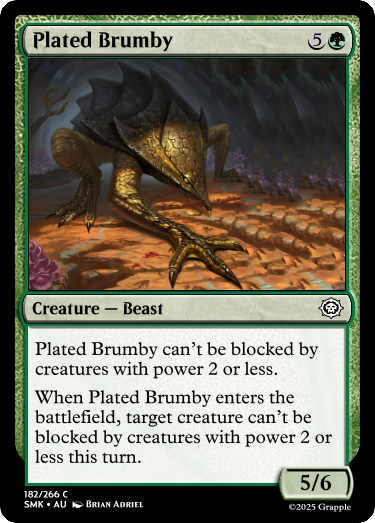 Plated Brumby 5
Creature — Beast
Plated Brumby can't be blocked by
creatures with power 2 or less.
When Plated Brumby enters the
battlefield, target creature can't be
blocked by creatures with power 2 or
less this turn.
5/6
182/266 C
SMK • AU Brian Adriel
©2025 Grapple